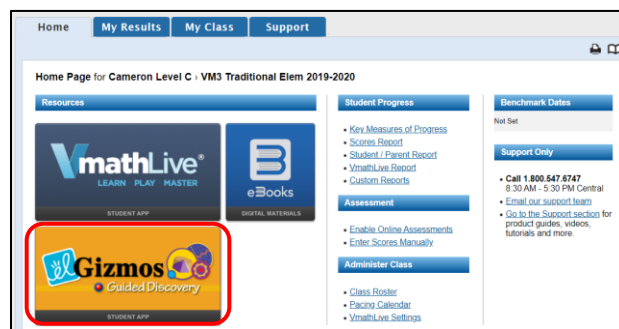 Home My Results My Class Support
Home Page for Cameron Level C › VM3 Traditional Elem 2019-2020
Resources
VmathLive®
LEARN PLAY MASTER
STUDENT APP
eBooks
DIGITAL MATERIALS
Gizmos
Guided Discovery
STUDENT APP
Student Progress
• Key Measures of Progress
• Scores Report
• Student / Parent Report
• VmathLive Report
• Custom Reports
Assessment
• Enable Online Assessments
• Enter Scores Manually
Administer Class
• Class Roster
• Pacing Calendar
• VmathLive Settings
Benchmark Dates
Not Set
Support Only
• Call 1.800.547.6747
8:30 AM - 5:30 PM Central
• Email our support team
• Go to the Support section for
product guides, videos,
tutorials and more.